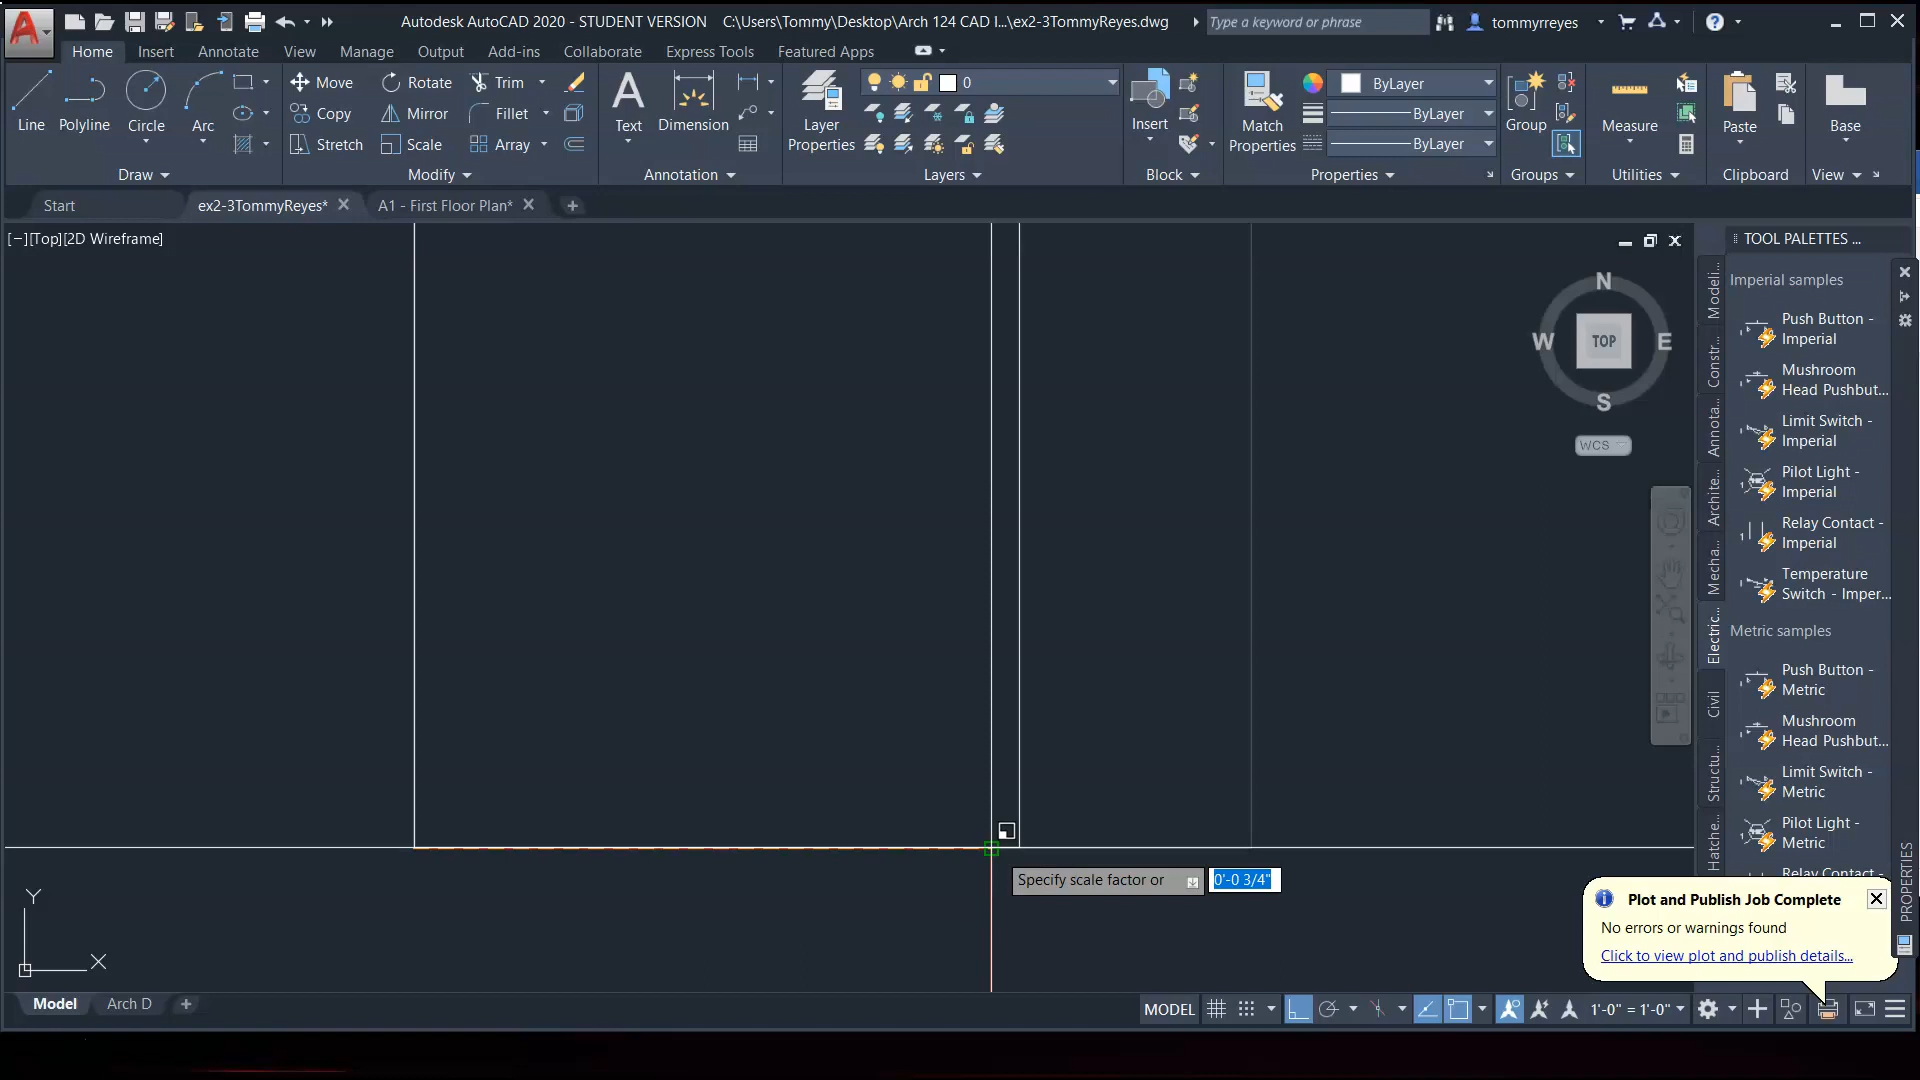 Autodesk AutoCAD 2020 - STUDENT VERSION C:\Users\Tommy\Desktop\Arch 124 CAD I...\ex2-3TommyReyes.dwg Type a keyword or phrase tommyrreyes
Home Insert Annotate View Manage Output Add-ins Collaborate Express Tools Featured Apps
Move Rotate Trim 0 ByLayer
Line Polyline Circle Arc Copy Mirror Fillet Text Dimension Layer Properties Insert Match Properties ByLayer Group Measure Paste Base
Stretch Scale Array ByLayer
Draw Modify Annotation Layers Block Properties Groups Utilities Clipboard View
Start ex2-3TommyReyes* A1 - First Floor Plan*
[−][Top][2D Wireframe]
N
W TOP E
S
WCS
TOOL PALETTES ...
Modeli...
Constr...
Annota...
Archite...
Mecha...
Electric...
Civil
Structu...
Hatche...
Imperial samples
Push Button -
Imperial
Mushroom
Head Pushbut...
Limit Switch -
Imperial
Pilot Light -
Imperial
Relay Contact -
Imperial
Temperature
Switch - Imper...
Metric samples
Push Button -
Metric
Mushroom
Head Pushbut...
Limit Switch -
Metric
Pilot Light -
Metric
Relay Contact -
PROPERTIES
Specify scale factor or 0'-0 3/4"
Y
X
Plot and Publish Job Complete
No errors or warnings found
Click to view plot and publish details...
Model Arch D
MODEL 1'-0" = 1'-0"